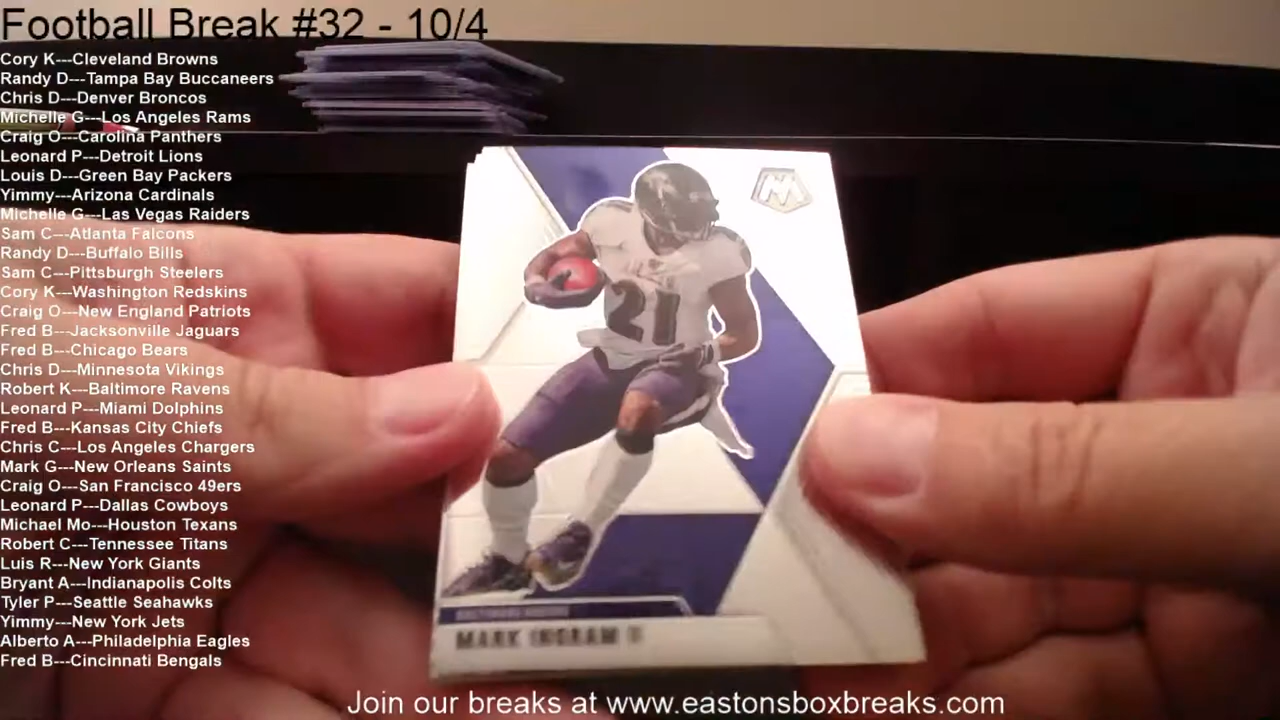 Football Break #32 - 10/4
Cory K---Cleveland Browns
Randy D---Tampa Bay Buccaneers
Chris D---Denver Broncos
Michelle G---Los Angeles Rams
Craig O---Carolina Panthers
Leonard P---Detroit Lions
Louis D---Green Bay Packers
Yimmy---Arizona Cardinals
Michelle G---Las Vegas Raiders
Sam C---Atlanta Falcons
Randy D---Buffalo Bills
Sam C---Pittsburgh Steelers
Cory K---Washington Redskins
Craig O---New England Patriots
Fred B---Jacksonville Jaguars
Fred B---Chicago Bears
Chris D---Minnesota Vikings
Robert K---Baltimore Ravens
Leonard P---Miami Dolphins
Fred B---Kansas City Chiefs
Chris C---Los Angeles Chargers
Mark G---New Orleans Saints
Craig O---San Francisco 49ers
Leonard P---Dallas Cowboys
Michael Mo---Houston Texans
Robert C---Tennessee Titans
Luis R---New York Giants
Bryant A---Indianapolis Colts
Tyler P---Seattle Seahawks
Yimmy---New York Jets
Alberto A---Philadelphia Eagles
Fred B---Cincinnati Bengals
21
MARK INGRAM II
Join our breaks at www.eastonsboxbreaks.com